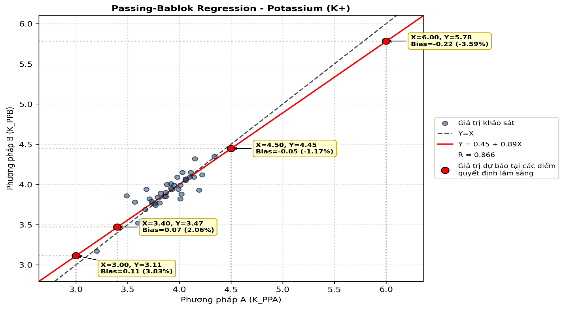 Passing-Bablok Regression - Potassium (K+)
6.0
5.5
5.0
4.5
4.0
3.5
3.0
Phương pháp B (K_PPB)
X=6.00, Y=5.78
Bias=-0.22 (-3.59%)
X=4.50, Y=4.45
Bias=-0.05 (-1.17%)
X=3.40, Y=3.47
Bias=0.07 (2.06%)
X=3.00, Y=3.11
Bias=0.11 (3.83%)
3.0 3.5 4.0 4.5 5.0 5.5 6.0
Phương pháp A (K_PPA)
Giá trị khảo sát
Y=X
Y = 0.45 + 0.89X
R = 0.866
Giá trị dự báo tại các điểm
quyết định lâm sàng